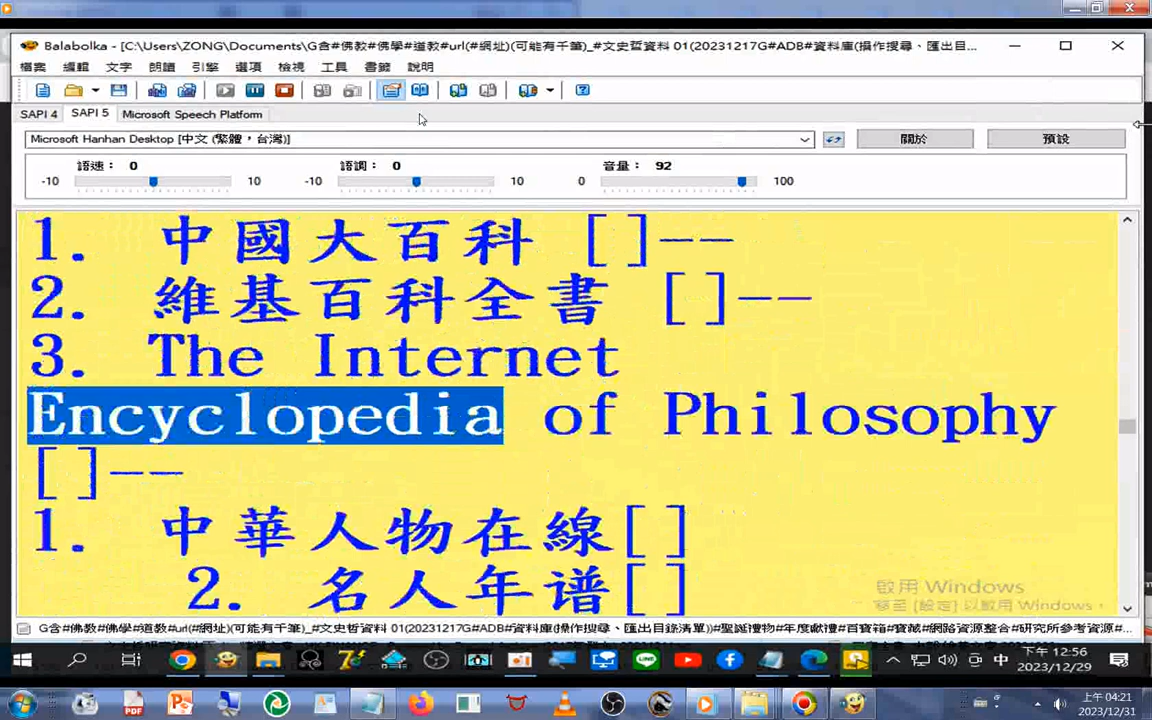 Balabolka - [C:\Users\ZONG\Documents\G含#佛教#佛學#道教#url(#網址)(可能有千筆)_#文史哲資料 01(20231217G#ADB#資料庫(操作搜尋、匯出目...
檔案 編輯 文字 朗讀 引擎 選項 檢視 工具 書籤 說明
SAPI 4 SAPI 5 Microsoft Speech Platform
Microsoft Hanhan Desktop [中文 (繁體，台灣)] 關於 預設
語速： 0 語調： 0 音量： 92
-10 10 -10 10 0 100
1. 中國大百科 []--
2. 維基百科全書 []--
3. The Internet
Encyclopedia of Philosophy
[]--
1. 中華人物在線[]
2. 名人年谱[]
啟用 Windows
移至 [設定] 以啟用 Windows。
G含#佛教#佛學#道教#url(#網址)(可能有千筆)_#文史哲資料 01(20231217G#ADB#資料庫(操作搜尋、匯出目錄清單))#聖誕禮物#年度獻禮#百寶箱#寶藏#網路資源整合#研究所參考資源#...
中 下午 12:56
2023/12/29
上午 04:21
2023/12/31